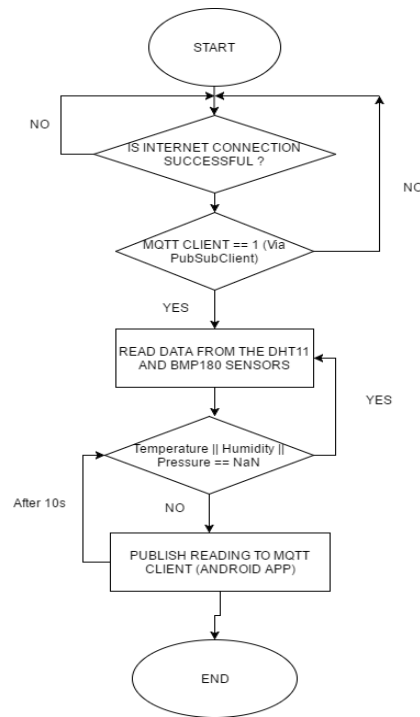 START
NO
IS INTERNET CONNECTION
SUCCESSFUL ?
NO
MQTT CLIENT == 1 (Via
PubSubClient)
YES
READ DATA FROM THE DHT11
AND BMP180 SENSORS
YES
Temperature || Humidity ||
Pressure == NaN
After 10s
NO
PUBLISH READING TO MQTT
CLIENT (ANDROID APP)
END